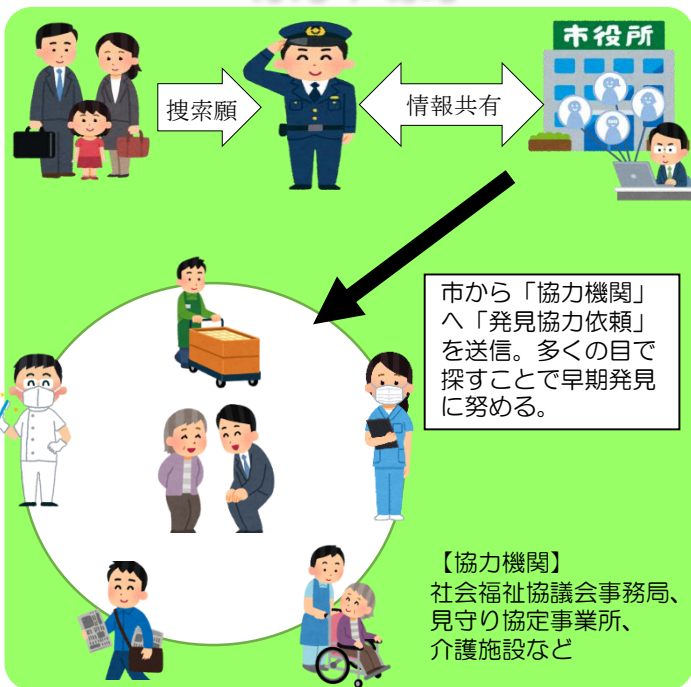 市役所
捜索願
情報共有
市から「協力機関」
へ「発見協力依頼」
を送信。多くの目で
探すことで早期発見
に努める。
【協力機関】
社会福祉協議会事務局、
見守り協定事業所、
介護施設など